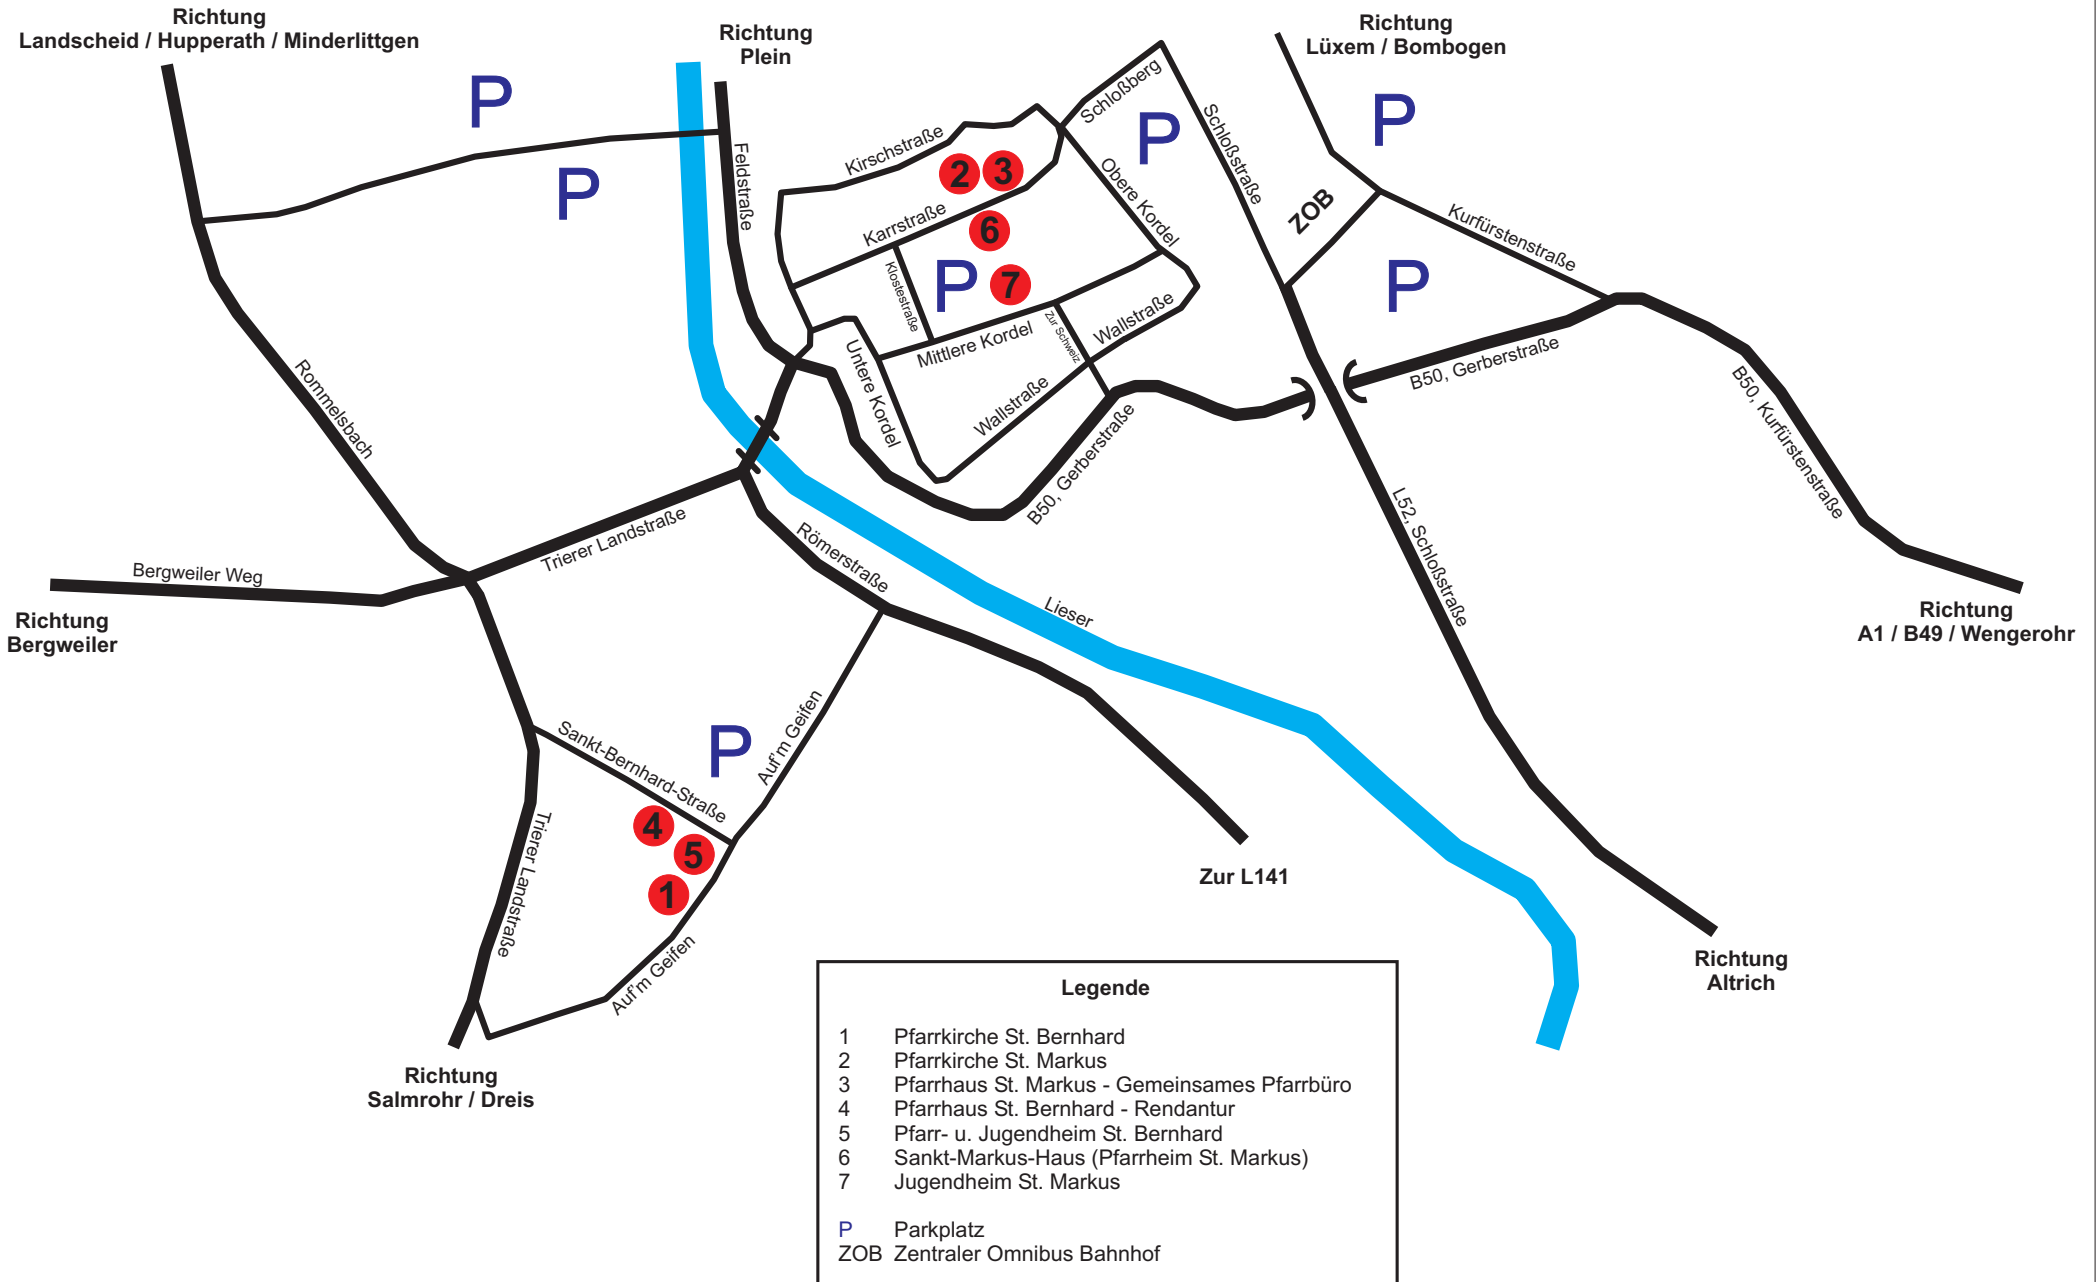 Richtung
Landscheid / Hupperath / Minderlittgen
Richtung
Plein
Richtung
Lüxem / Bombogen
P
P
P
P
P
P
P
Schloßberg
Schloßstraße
Kirschstraße
Feldstraße
2
3
Obere Kordel
ZOB
Karrstraße
6
Kurfürstenstraße
Klostestraße
7
Zur Schweiz
Wallstraße
Mittlere Kordel
Untere Kordel
Wallstraße
B50, Gerberstraße
B50, Gerberstraße
B50, Kurfürstenstraße
Rommelsbach
Trierer Landstraße
Römerstraße
L52, Schloßstraße
Bergweiler Weg
Richtung
Bergweiler
Lieser
Richtung
A1 / B49 / Wengerohr
Sankt-Bernhard-Straße
P
Auf'm Geifen
4
5
1
Trierer Landstraße
Auf'm Geifen
Zur L141
Richtung
Altrich
Richtung
Salmrohr / Dreis
Legende
1 Pfarrkirche St. Bernhard
2 Pfarrkirche St. Markus
3 Pfarrhaus St. Markus - Gemeinsames Pfarrbüro
4 Pfarrhaus St. Bernhard - Rendantur
5 Pfarr- u. Jugendheim St. Bernhard
6 Sankt-Markus-Haus (Pfarrheim St. Markus)
7 Jugendheim St. Markus
P Parkplatz
ZOB Zentraler Omnibus Bahnhof